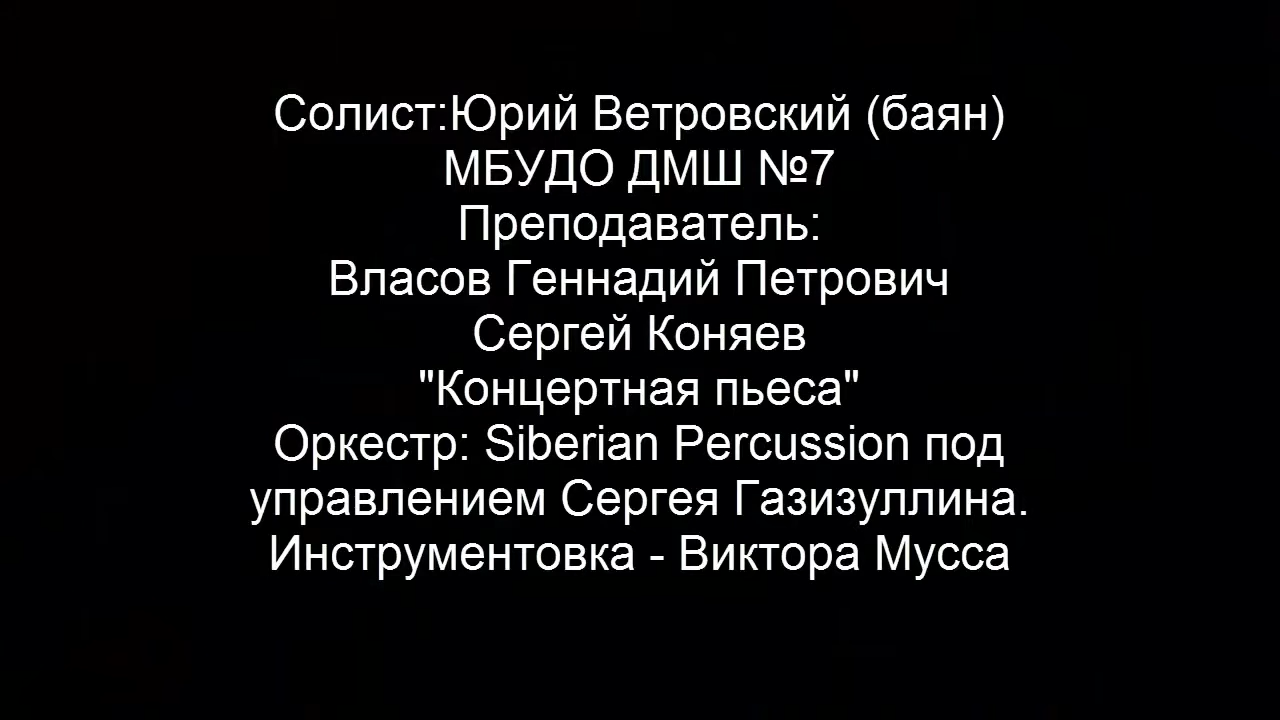 Солист:Юрий Ветровский (баян)
МБУДО ДМШ №7
Преподаватель:
Власов Геннадий Петрович
Сергей Коняев
"Концертная пьеса"
Оркестр: Siberian Percussion под
управлением Сергея Газизуллина.
Инструментовка - Виктора Мусса